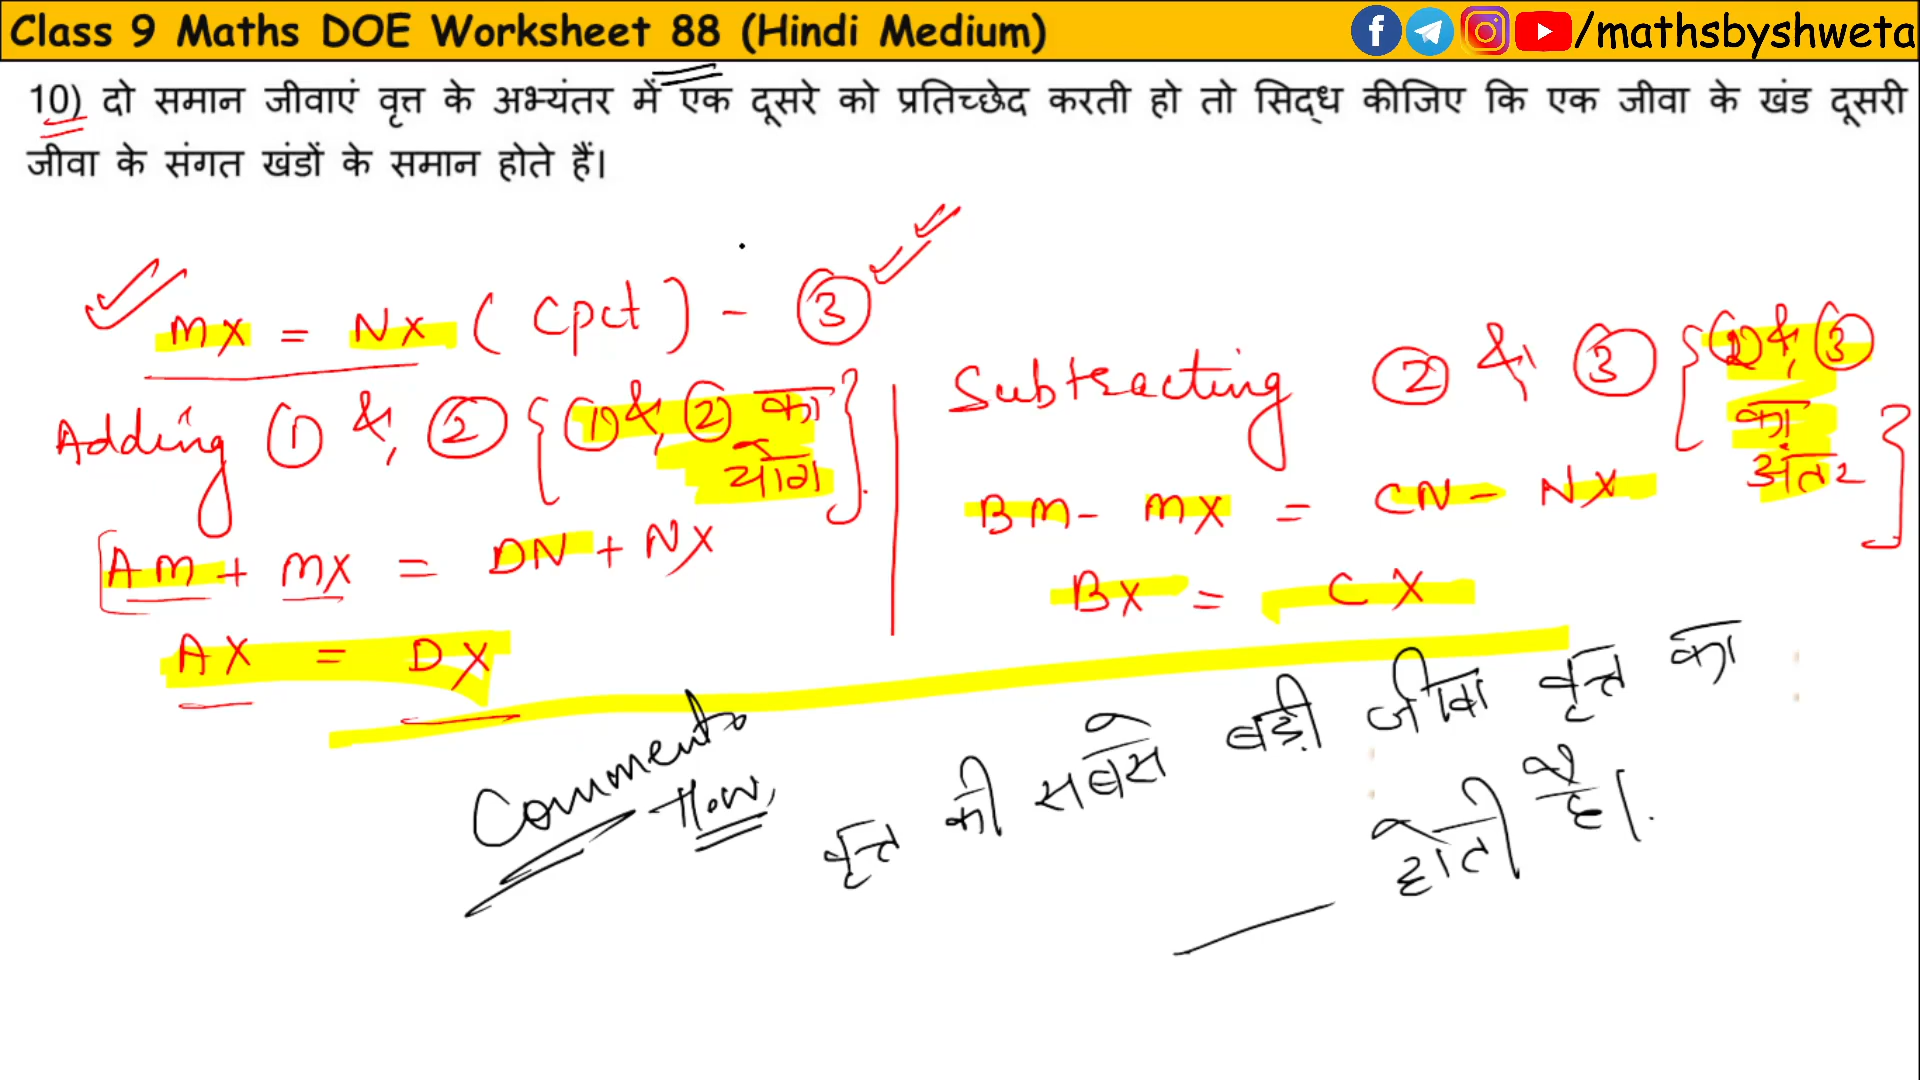 Class 9 Maths DOE Worksheet 88 (Hindi Medium)
/mathsbyshweta
10) दो समान जीवाएं वृत्त के अभ्यंतर में एक दूसरे को प्रतिच्छेद करती हो तो सिद्ध कीजिए कि एक जीवा के खंड दूसरी
जीवा के संगत खंडों के समान होते हैं।
MX = NX (Cpct) - ③
Adding ① & ② { ① & ② का
योग }
AM + MX = DN + NX
AX = DX
Subtracting ② & ③ { ② & ③
का
अंतर }
BM - MX = CN - NX
BX = CX
Comments
Now,
वृत्त की सबसे बड़ी जीवा वृत्त का
___ होती है।